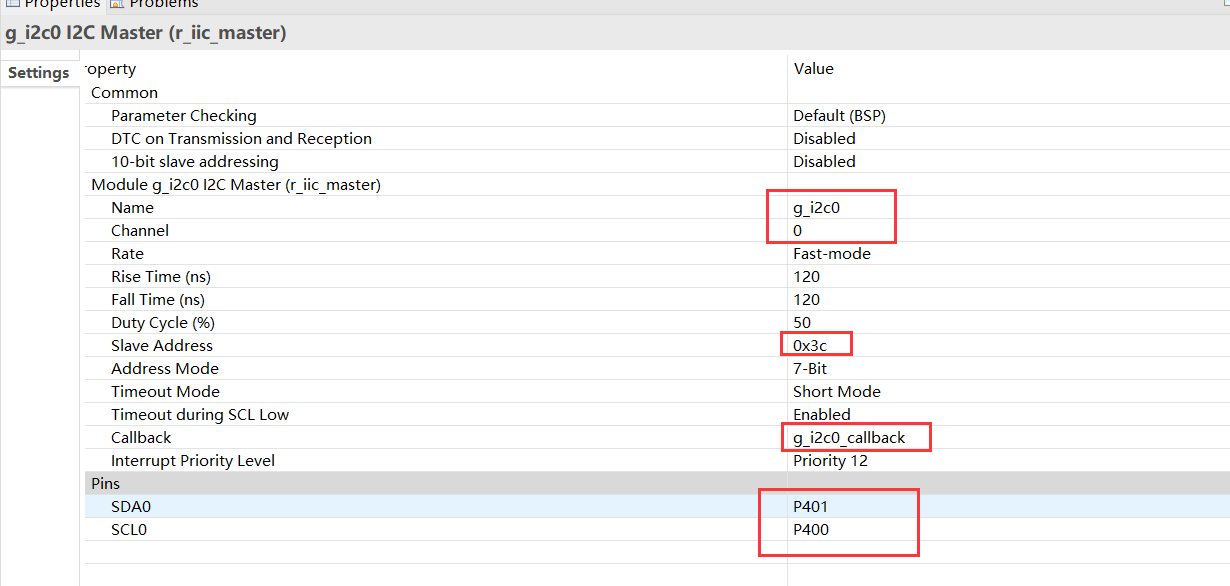 Properties Problems
g_i2c0 I2C Master (r_iic_master)
Settings
roperty Value
Common
Parameter Checking Default (BSP)
DTC on Transmission and Reception Disabled
10-bit slave addressing Disabled
Module g_i2c0 I2C Master (r_iic_master)
Name g_i2c0
Channel 0
Rate Fast-mode
Rise Time (ns) 120
Fall Time (ns) 120
Duty Cycle (%) 50
Slave Address 0x3c
Address Mode 7-Bit
Timeout Mode Short Mode
Timeout during SCL Low Enabled
Callback g_i2c0_callback
Interrupt Priority Level Priority 12
Pins
SDA0 P401
SCL0 P400